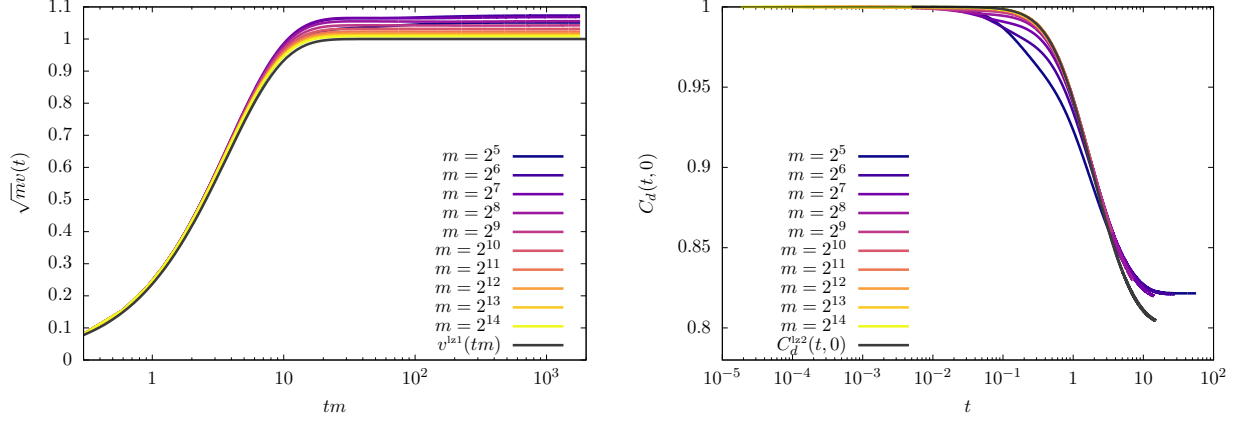 1.1
1
0.9
0.8
0.7
0.6
0.5
0.4
0.3
0.2
0.1
0
√m v(t)
1
10
10²
10³
tm
m = 2⁵
m = 2⁶
m = 2⁷
m = 2⁸
m = 2⁹
m = 2¹⁰
m = 2¹¹
m = 2¹²
m = 2¹³
m = 2¹⁴
v^lz1(tm)
1
0.95
0.9
0.85
0.8
C_d(t, 0)
10⁻⁵
10⁻⁴
10⁻³
10⁻²
10⁻¹
1
10¹
10²
t
m = 2⁵
m = 2⁶
m = 2⁷
m = 2⁸
m = 2⁹
m = 2¹⁰
m = 2¹¹
m = 2¹²
m = 2¹³
m = 2¹⁴
C_d^lz2(t, 0)